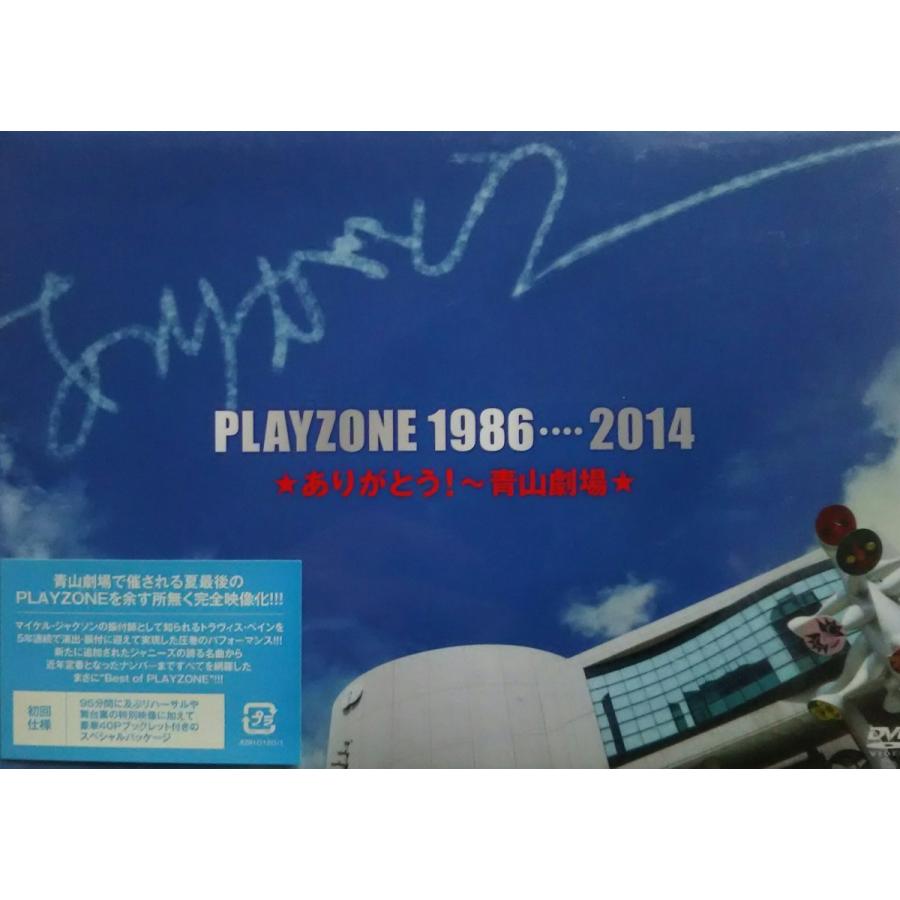 ありがとう
PLAYZONE 1986‥‥2014
★ありがとう!～青山劇場★
青山劇場で催される夏最後の
PLAYZONEを余す所無く完全映像化!!!
マイケル・ジャクソンの振付師として知られるトラヴィス・ペインを
5年連続で演出・振付に迎えて実現した圧巻のパフォーマンス!!!
新たに追加されたジャニーズの誇る名曲から
近年定番となったナンバーまですべてを網羅した
まさに"Best of PLAYZONE"!!!
初回
仕様
95分間に及ぶリハーサルや
舞台裏の特別映像に加えて
豪華40Pブックレット付きの
スペシャルパッケージ
プラ
DVD